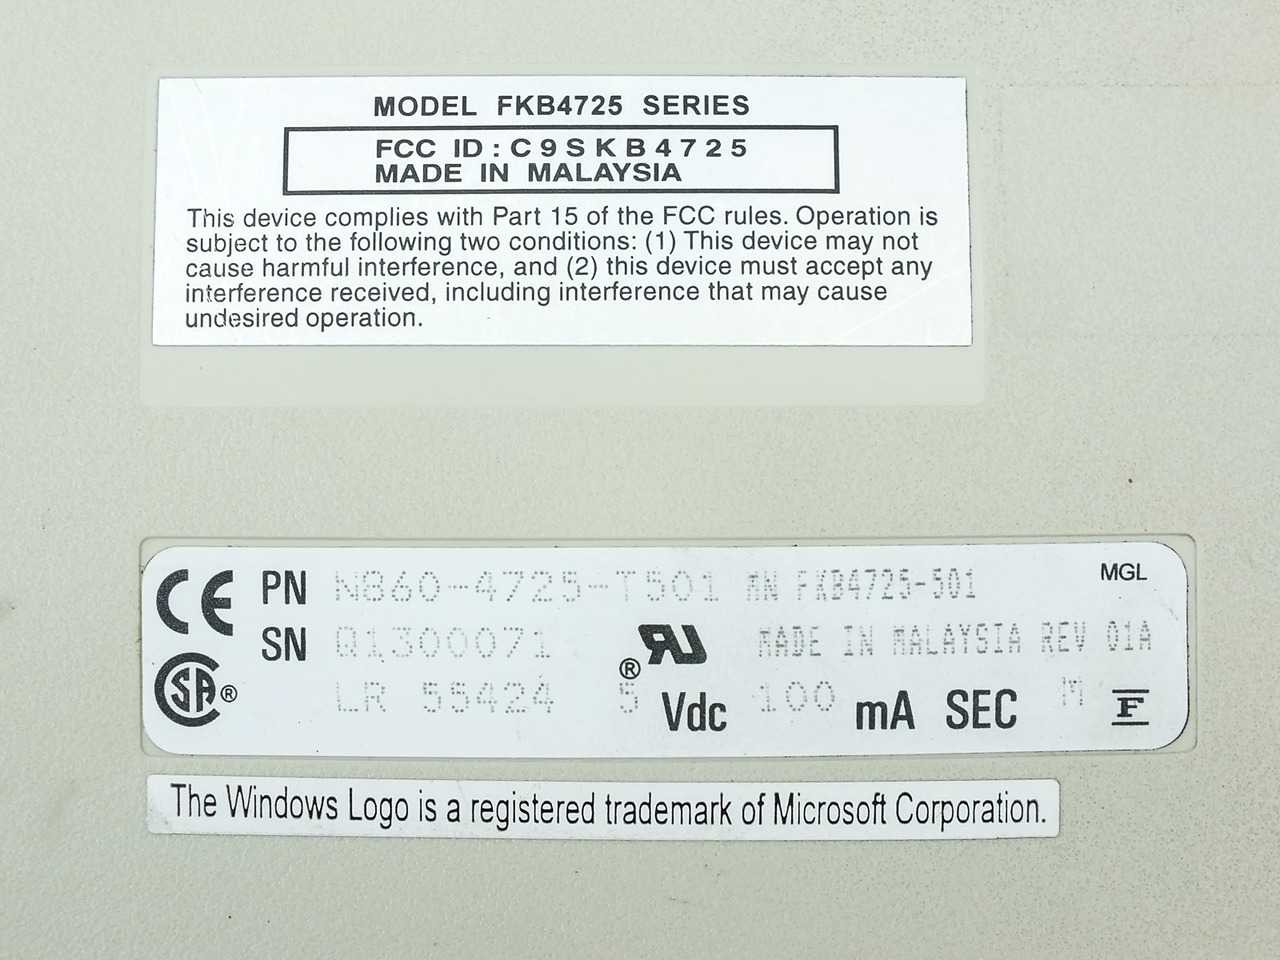 MODEL FKB4725 SERIES
FCC ID : C9SKB4725
MADE IN MALAYSIA
This device complies with Part 15 of the FCC rules. Operation is
subject to the following two conditions: (1) This device may not
cause harmful interference, and (2) this device must accept any
interference received, including interference that may cause
undesired operation.
CE PN N860-4725-T501 MN FKB4725-501 MGL
SN Q1300071 MADE IN MALAYSIA REV 01A
SA® LR 55424 ® 5 Vdc 100 mA SEC M F
The Windows Logo is a registered trademark of Microsoft Corporation.